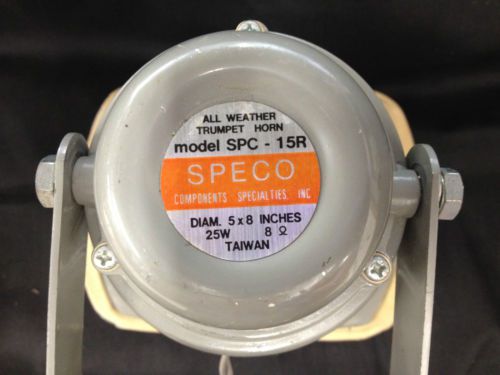 ALL WEATHER
TRUMPET HORN
model SPC - 15R
SPECO
COMPONENTS SPECIALTIES, INC
DIAM. 5 x 8 INCHES
25W 8 Ω
TAIWAN